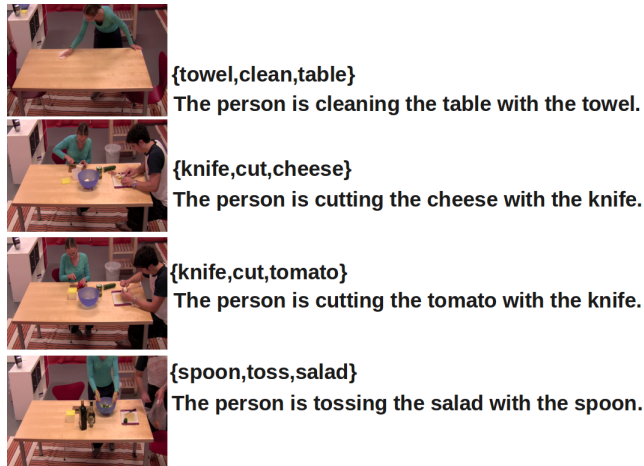 {towel,clean,table}
The person is cleaning the table with the towel.
{knife,cut,cheese}
The person is cutting the cheese with the knife.
{knife,cut,tomato}
The person is cutting the tomato with the knife.
{spoon,toss,salad}
The person is tossing the salad with the spoon.